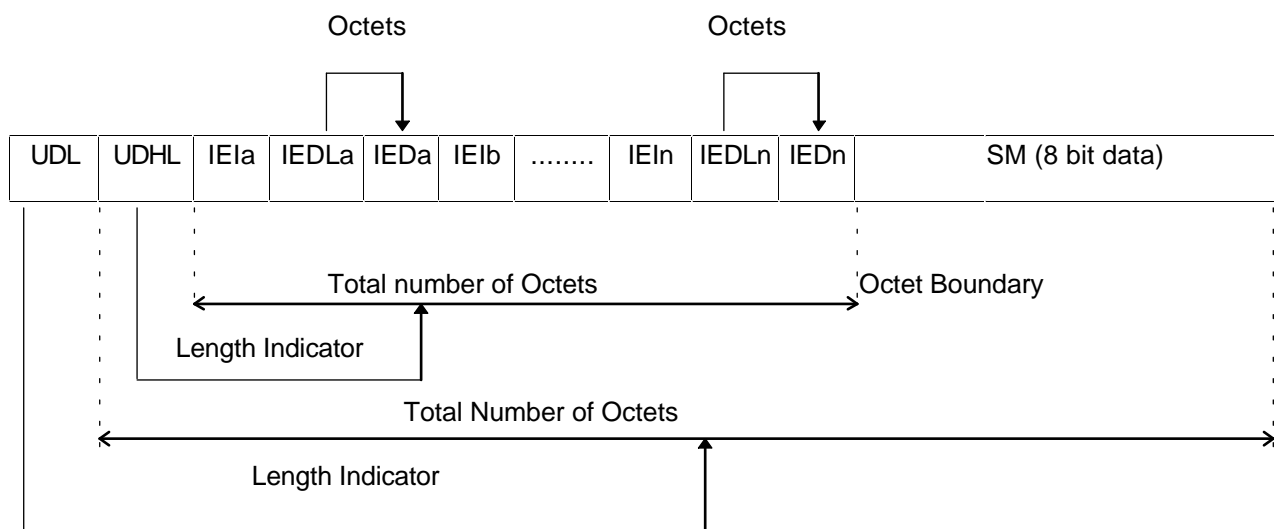 Octets Octets
UDL UDHL IEIa IEDLa IEDa IEIb ........ IEIn IEDLn IEDn SM (8 bit data)
Total number of Octets Octet Boundary
Length Indicator
Total Number of Octets
Length Indicator